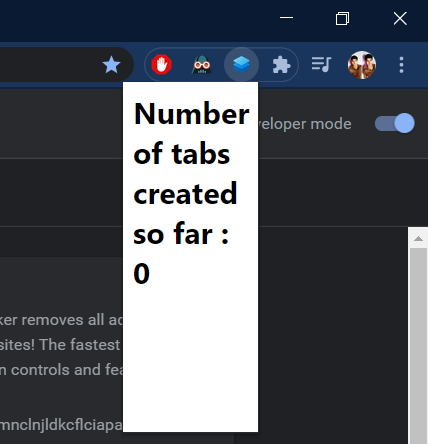 Number
of tabs
created
so far :
0
veloper mode
ker removes all ad
sites! The fastest
n controls and fea
mnclnjldkcflciapa